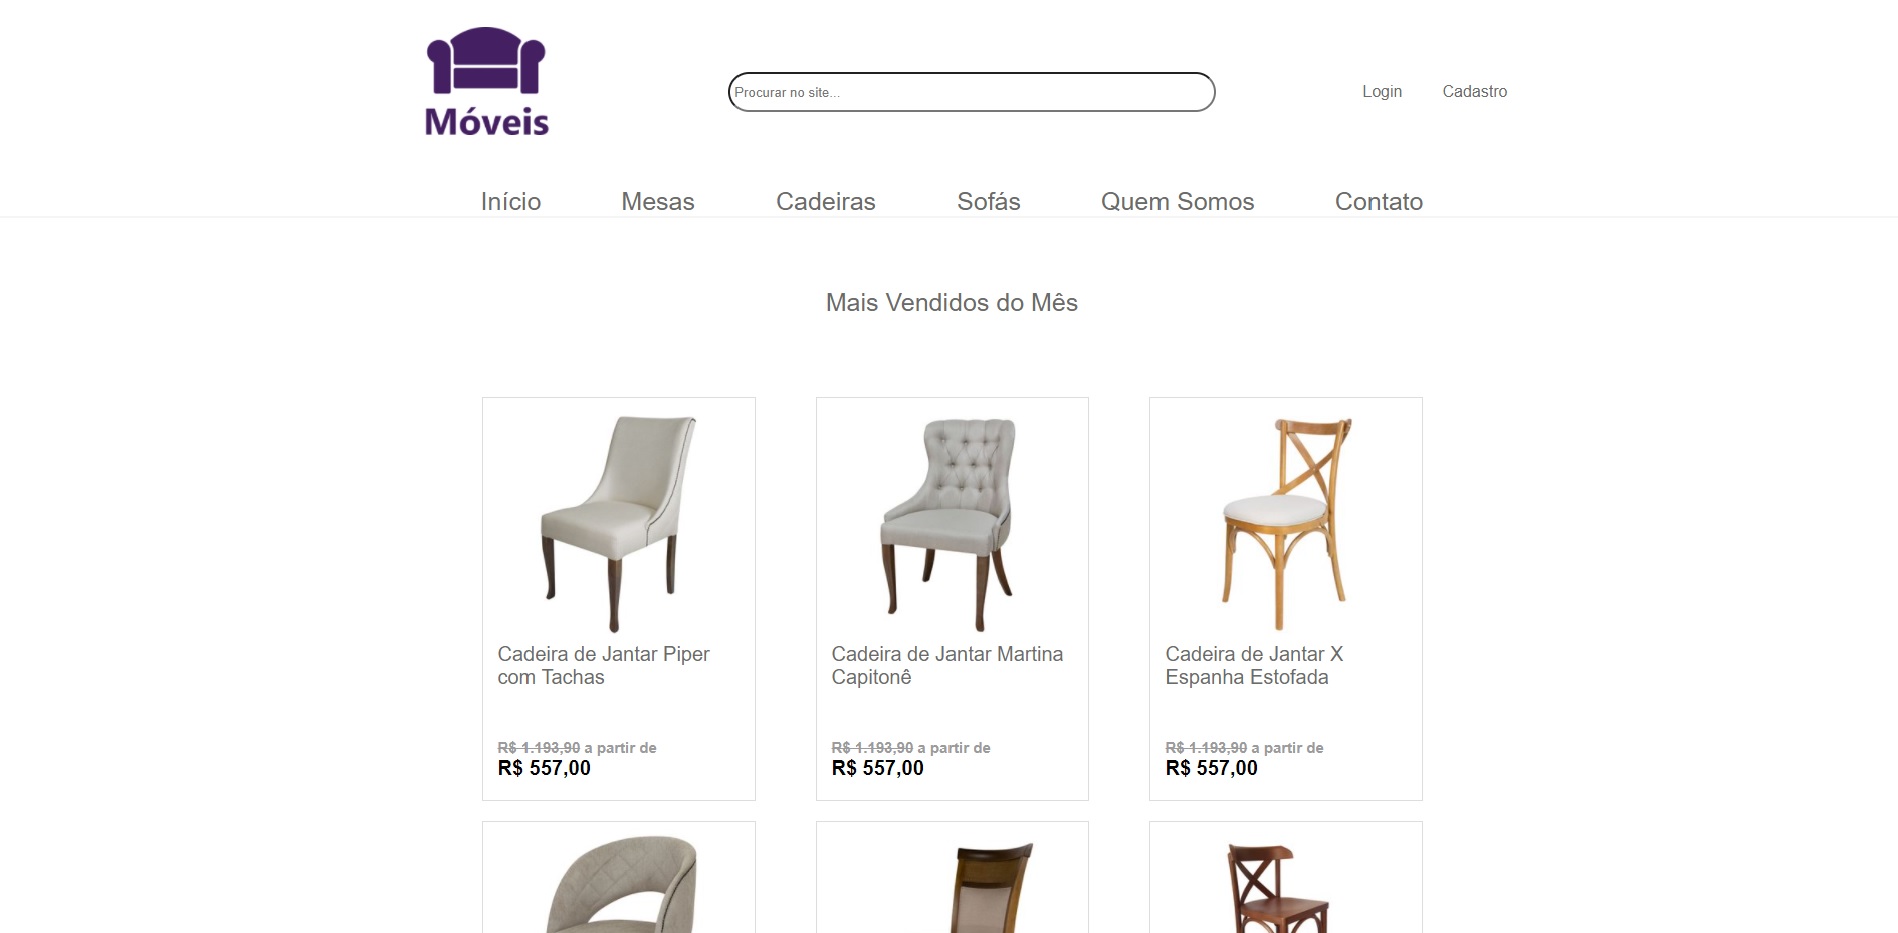 Móveis
Procurar no site...
Login Cadastro
Início Mesas Cadeiras Sofás Quem Somos Contato
Mais Vendidos do Mês
Cadeira de Jantar Piper
com Tachas
R$ 1.193,90 a partir de
R$ 557,00
Cadeira de Jantar Martina
Capitonê
R$ 1.193,90 a partir de
R$ 557,00
Cadeira de Jantar X
Espanha Estofada
R$ 1.193,90 a partir de
R$ 557,00